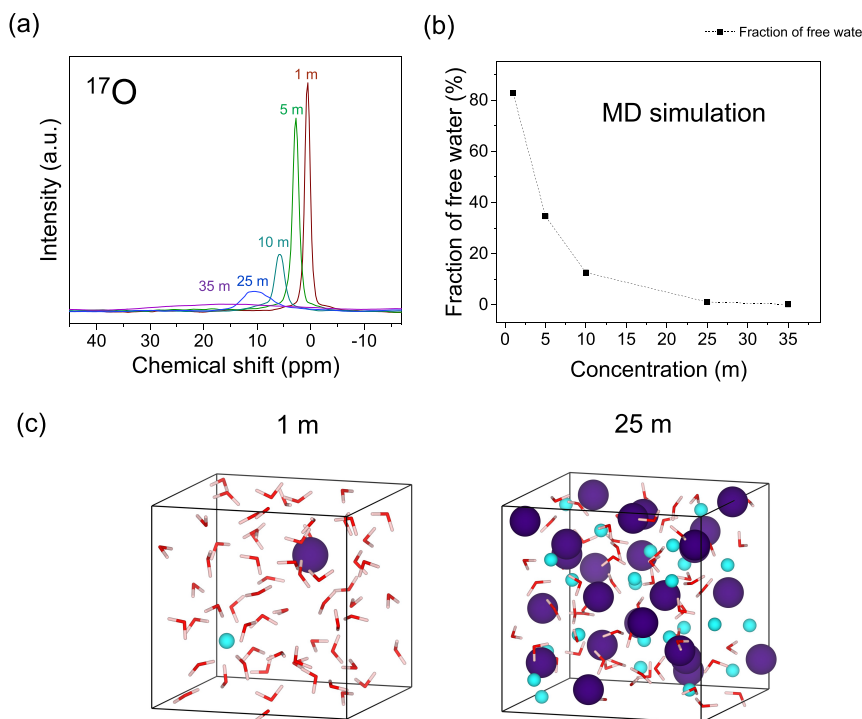 (a)
¹⁷O
1 m
5 m
10 m
25 m
35 m
Intensity (a.u.)
40 30 20 10 0 -10
Chemical shift (ppm)
(b)
Fraction of free wate
MD simulation
Fraction of free water (%)
80
60
40
20
0
0 5 10 15 20 25 30 35
Concentration (m)
(c)
1 m
25 m